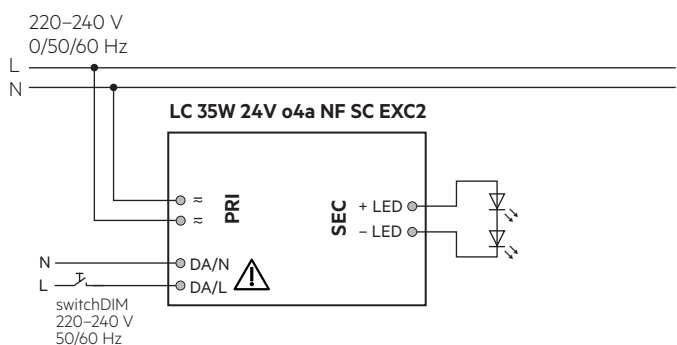 220–240 V
0/50/60 Hz
L
N
LC 35W 24V o4a NF SC EXC2
≂
≂
PRI
SEC
+ LED
– LED
N
DA/N
L
DA/L
switchDIM
220–240 V
50/60 Hz